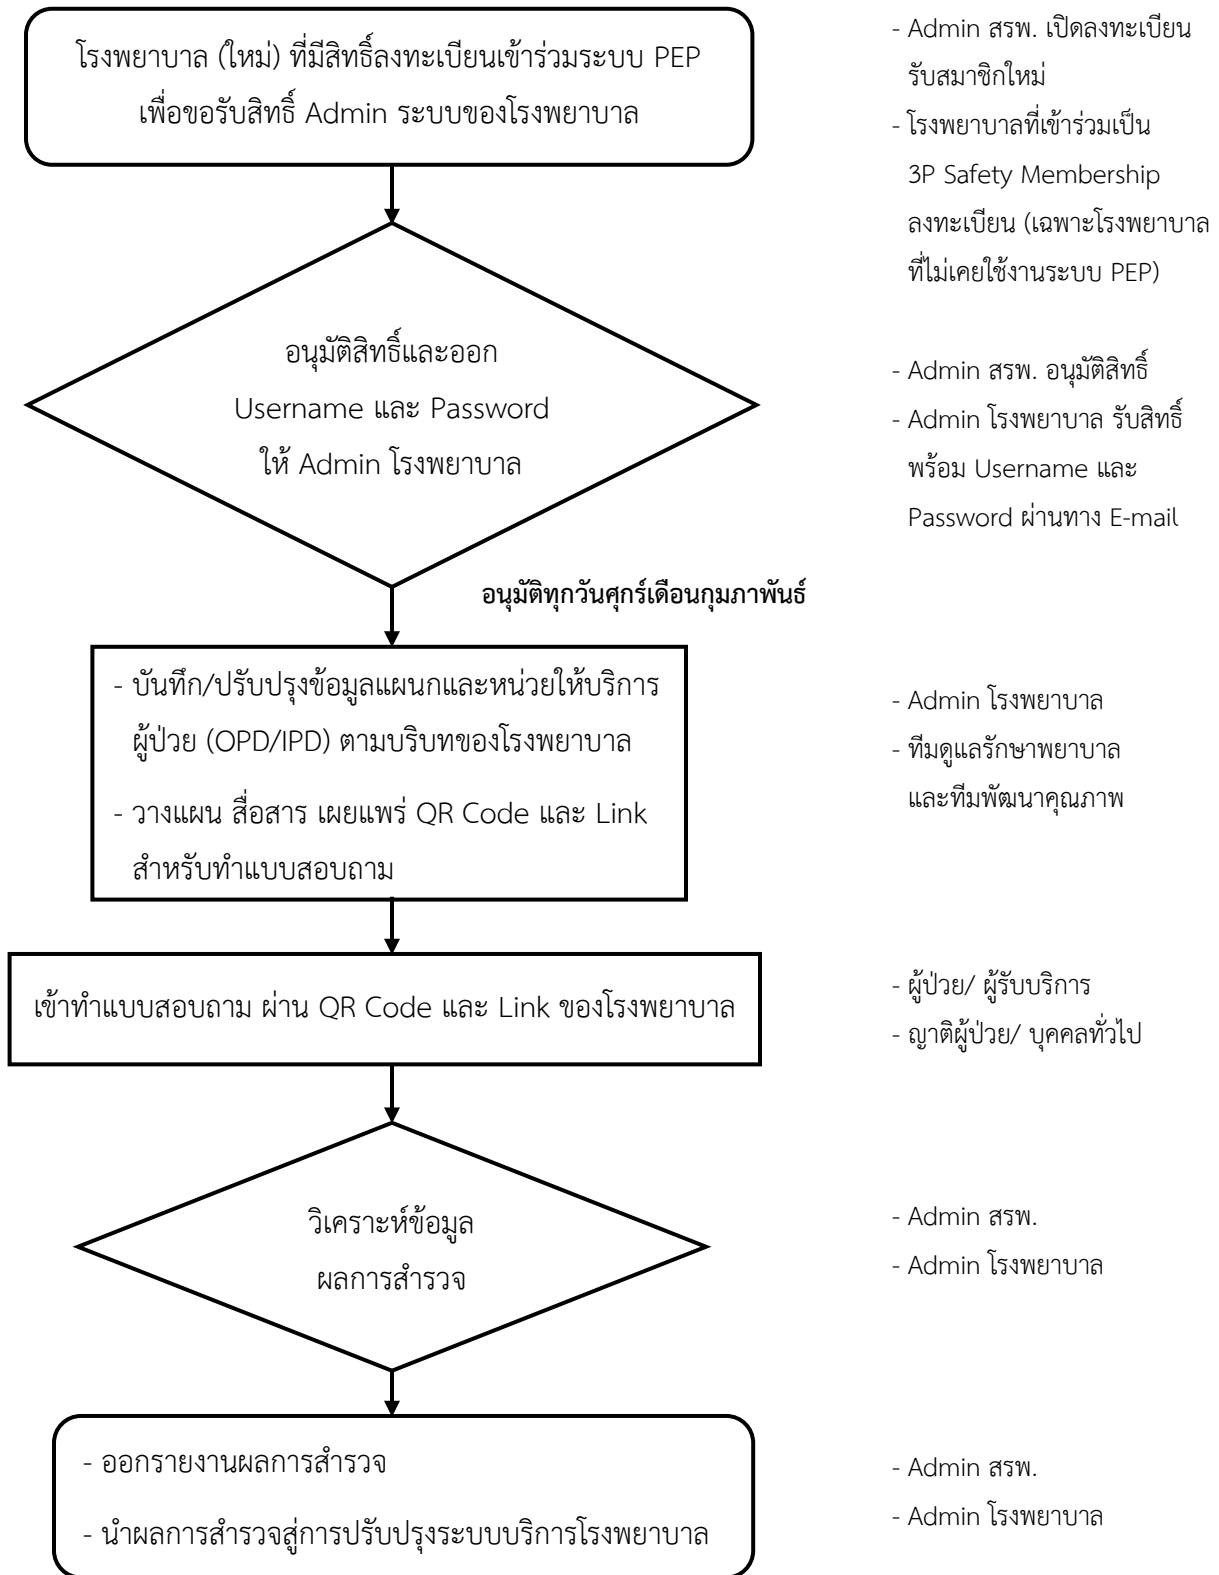 โรงพยาบาล (ใหม่) ที่มีสิทธิ์ลงทะเบียนเข้าร่วมระบบ PEP
เพื่อขอรับสิทธิ์ Admin ระบบของโรงพยาบาล
- Admin สรพ. เปิดลงทะเบียน
รับสมาชิกใหม่
- โรงพยาบาลที่เข้าร่วมเป็น
3P Safety Membership
ลงทะเบียน (เฉพาะโรงพยาบาล
ที่ไม่เคยใช้งานระบบ PEP)
อนุมัติสิทธิ์และออก
Username และ Password
ให้ Admin โรงพยาบาล
- Admin สรพ. อนุมัติสิทธิ์
- Admin โรงพยาบาล รับสิทธิ์
พร้อม Username และ
Password ผ่านทาง E-mail
อนุมัติทุกวันศุกร์เดือนกุมภาพันธ์
- บันทึก/ปรับปรุงข้อมูลแผนกและหน่วยให้บริการ
ผู้ป่วย (OPD/IPD) ตามบริบทของโรงพยาบาล
- วางแผน สื่อสาร เผยแพร่ QR Code และ Link
สำหรับทำแบบสอบถาม
- Admin โรงพยาบาล
- ทีมดูแลรักษาพยาบาล
และทีมพัฒนาคุณภาพ
เข้าทำแบบสอบถาม ผ่าน QR Code และ Link ของโรงพยาบาล
- ผู้ป่วย/ ผู้รับบริการ
- ญาติผู้ป่วย/ บุคคลทั่วไป
วิเคราะห์ข้อมูล
ผลการสำรวจ
- Admin สรพ.
- Admin โรงพยาบาล
- ออกรายงานผลการสำรวจ
- นำผลการสำรวจสู่การปรับปรุงระบบบริการโรงพยาบาล
- Admin สรพ.
- Admin โรงพยาบาล